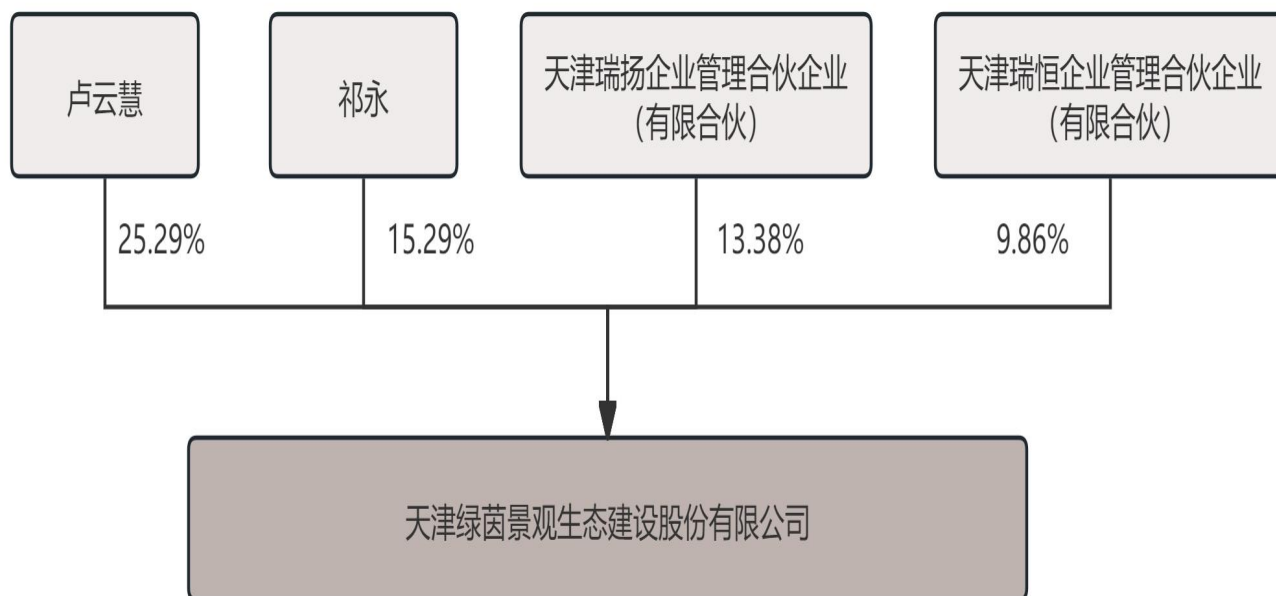 卢云慧
祁永
天津瑞扬企业管理合伙企业
（有限合伙）
天津瑞恒企业管理合伙企业
（有限合伙）
25.29%
15.29%
13.38%
9.86%
天津绿茵景观生态建设股份有限公司